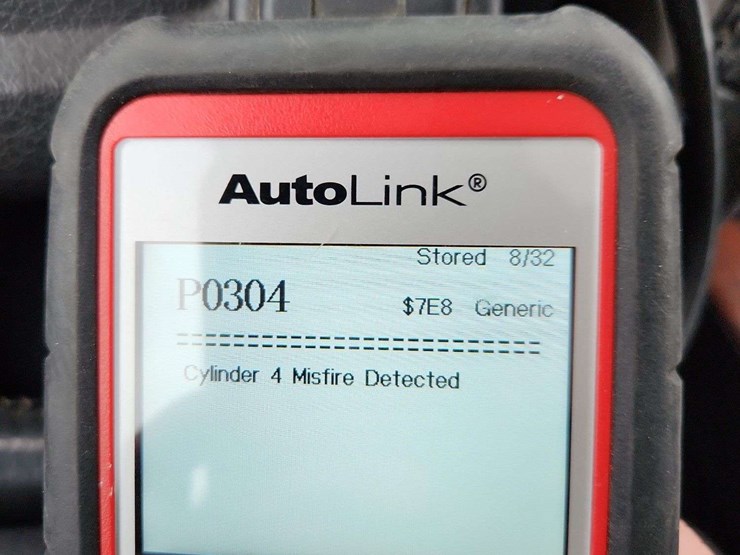 AutoLink®
Stored 8/32
P0304
$7E8 Generic
====================================
Cylinder 4 Misfire Detected